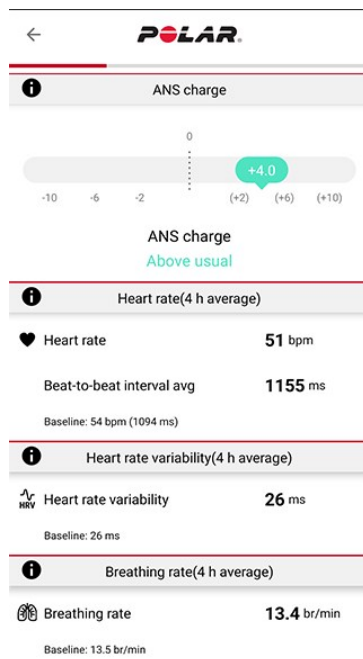 POLAR.
ANS charge
0
+4.0
-10 -6 -2 (+2) (+6) (+10)
ANS charge
Above usual
Heart rate(4 h average)
Heart rate 51 bpm
Beat-to-beat interval avg 1155 ms
Baseline: 54 bpm (1094 ms)
Heart rate variability(4 h average)
HRV Heart rate variability 26 ms
Baseline: 26 ms
Breathing rate(4 h average)
Breathing rate 13.4 br/min
Baseline: 13.5 br/min